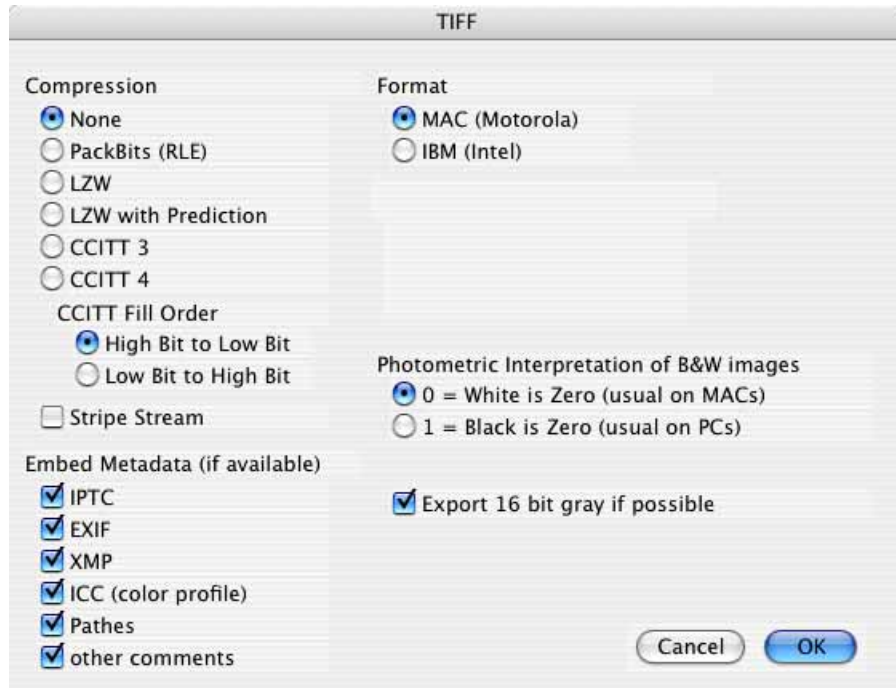 TIFF
Compression
None
PackBits (RLE)
LZW
LZW with Prediction
CCITT 3
CCITT 4
CCITT Fill Order
High Bit to Low Bit
Low Bit to High Bit
Stripe Stream
Embed Metadata (if available)
IPTC
EXIF
XMP
ICC (color profile)
Pathes
other comments
Format
MAC (Motorola)
IBM (Intel)
Photometric Interpretation of B&W images
0 = White is Zero (usual on MACs)
1 = Black is Zero (usual on PCs)
Export 16 bit gray if possible
Cancel
OK